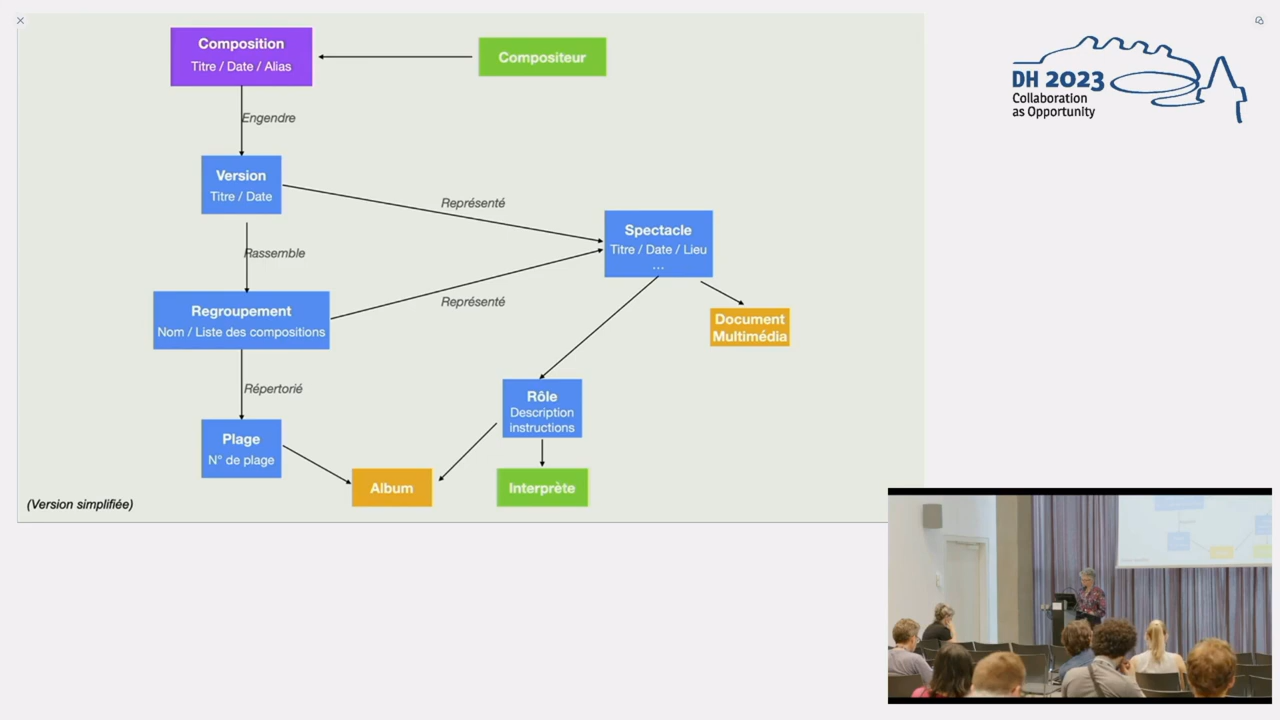 Composition
Titre / Date / Alias
Compositeur
DH 2023
Collaboration
as Opportunity
Engendre
Version
Titre / Date
Représenté
Spectacle
Titre / Date / Lieu
...
Rassemble
Représenté
Regroupement
Nom / Liste des compositions
Document
Multimédia
Répertorié
Rôle
Description
instructions
Plage
N° de plage
Album
Interprète
(Version simplifiée)